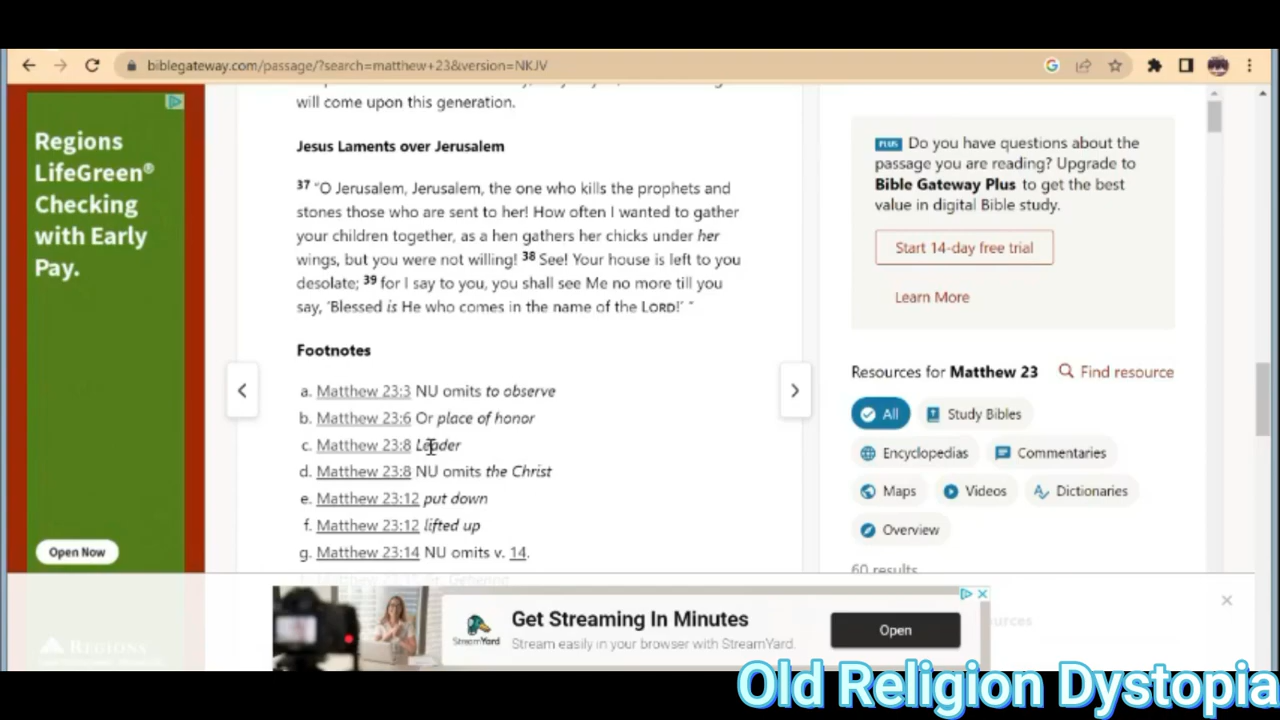 biblegateway.com/passage/?search=matthew+23&version=NKJV
Regions
LifeGreen®
Checking
with Early
Pay.
Open Now
REGIONS
will come upon this generation.
Jesus Laments over Jerusalem
37 “O Jerusalem, Jerusalem, the one who kills the prophets and
stones those who are sent to her! How often I wanted to gather
your children together, as a hen gathers her chicks under her
wings, but you were not willing! 38 See! Your house is left to you
desolate; 39 for I say to you, you shall see Me no more till you
say, ‘Blessed is He who comes in the name of the LORD!’ ”
Footnotes
a. Matthew 23:3 NU omits to observe
b. Matthew 23:6 Or place of honor
c. Matthew 23:8 Leader
d. Matthew 23:8 NU omits the Christ
e. Matthew 23:12 put down
f. Matthew 23:12 lifted up
g. Matthew 23:14 NU omits v. 14.
PLUS Do you have questions about the
passage you are reading? Upgrade to
Bible Gateway Plus to get the best
value in digital Bible study.
Start 14-day free trial
Learn More
Resources for Matthew 23 Find resource
All Study Bibles
Encyclopedias Commentaries
Maps Videos Dictionaries
Overview
60 results
StreamYard
Get Streaming In Minutes
Stream easily in your browser with StreamYard.
Open
Old Religion Dystopia